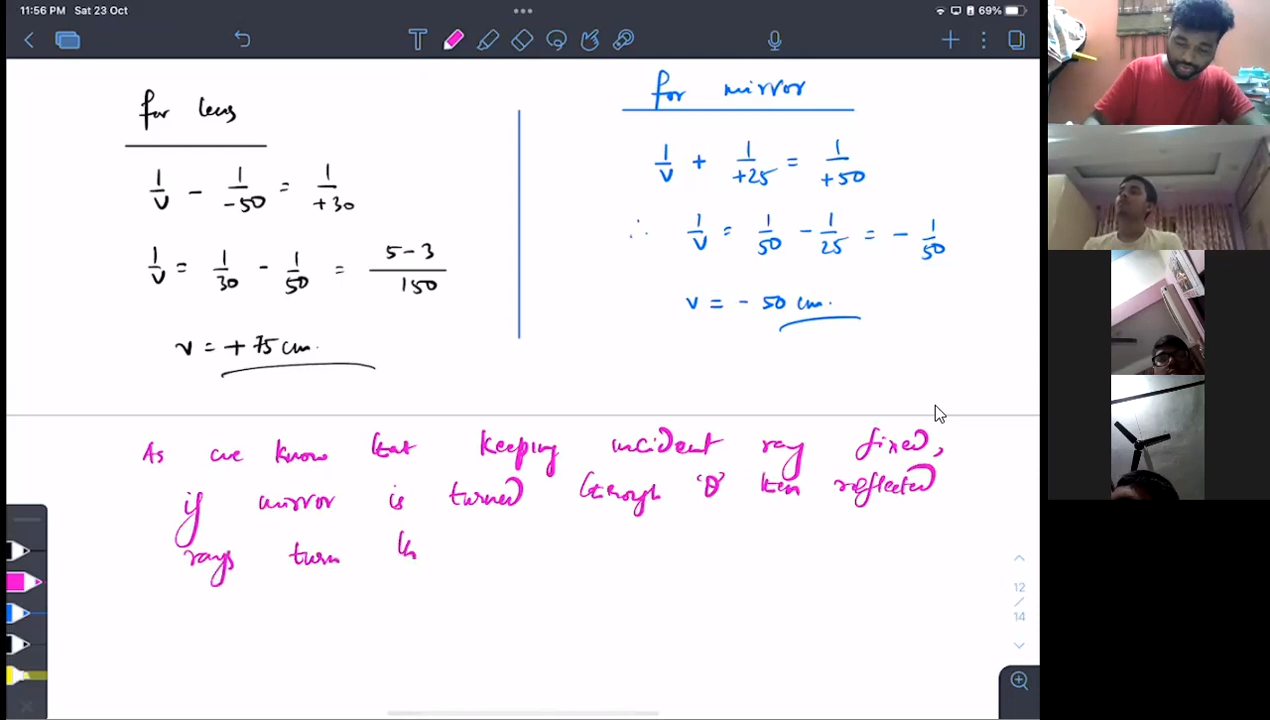 11:56 PM Sat 23 Oct
69%
for lens
1/v - 1/-50 = 1/+30
1/v = 1/30 - 1/50 = 5-3/150
v = + 75 cm.
for mirror
1/v + 1/+25 = 1/+50
∴ 1/v = 1/50 - 1/25 = - 1/50
v = - 50 cm.
As we know that keeping incident ray fixed,
if mirror is turned through 'θ' then reflected
rays turn th
12
/
14